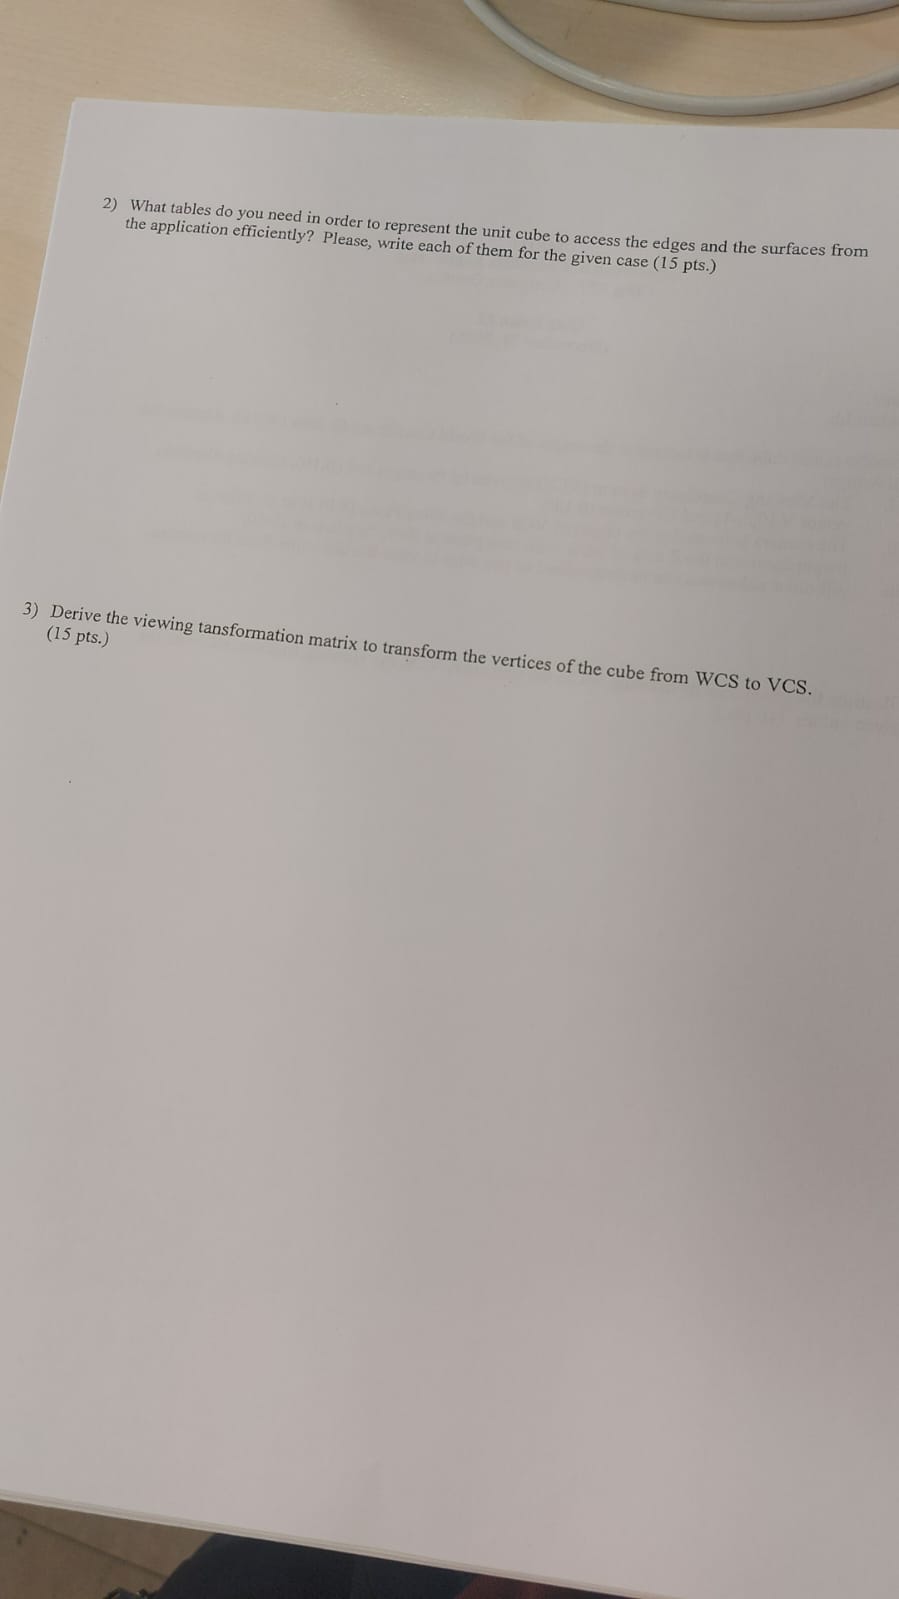 2) What tables do you need in order to represent the unit cube to access the edges and the surfaces from
the application efficiently? Please, write each of them for the given case (15 pts.)
3) Derive the viewing tansformation matrix to transform the vertices of the cube from WCS to VCS.
(15 pts.)